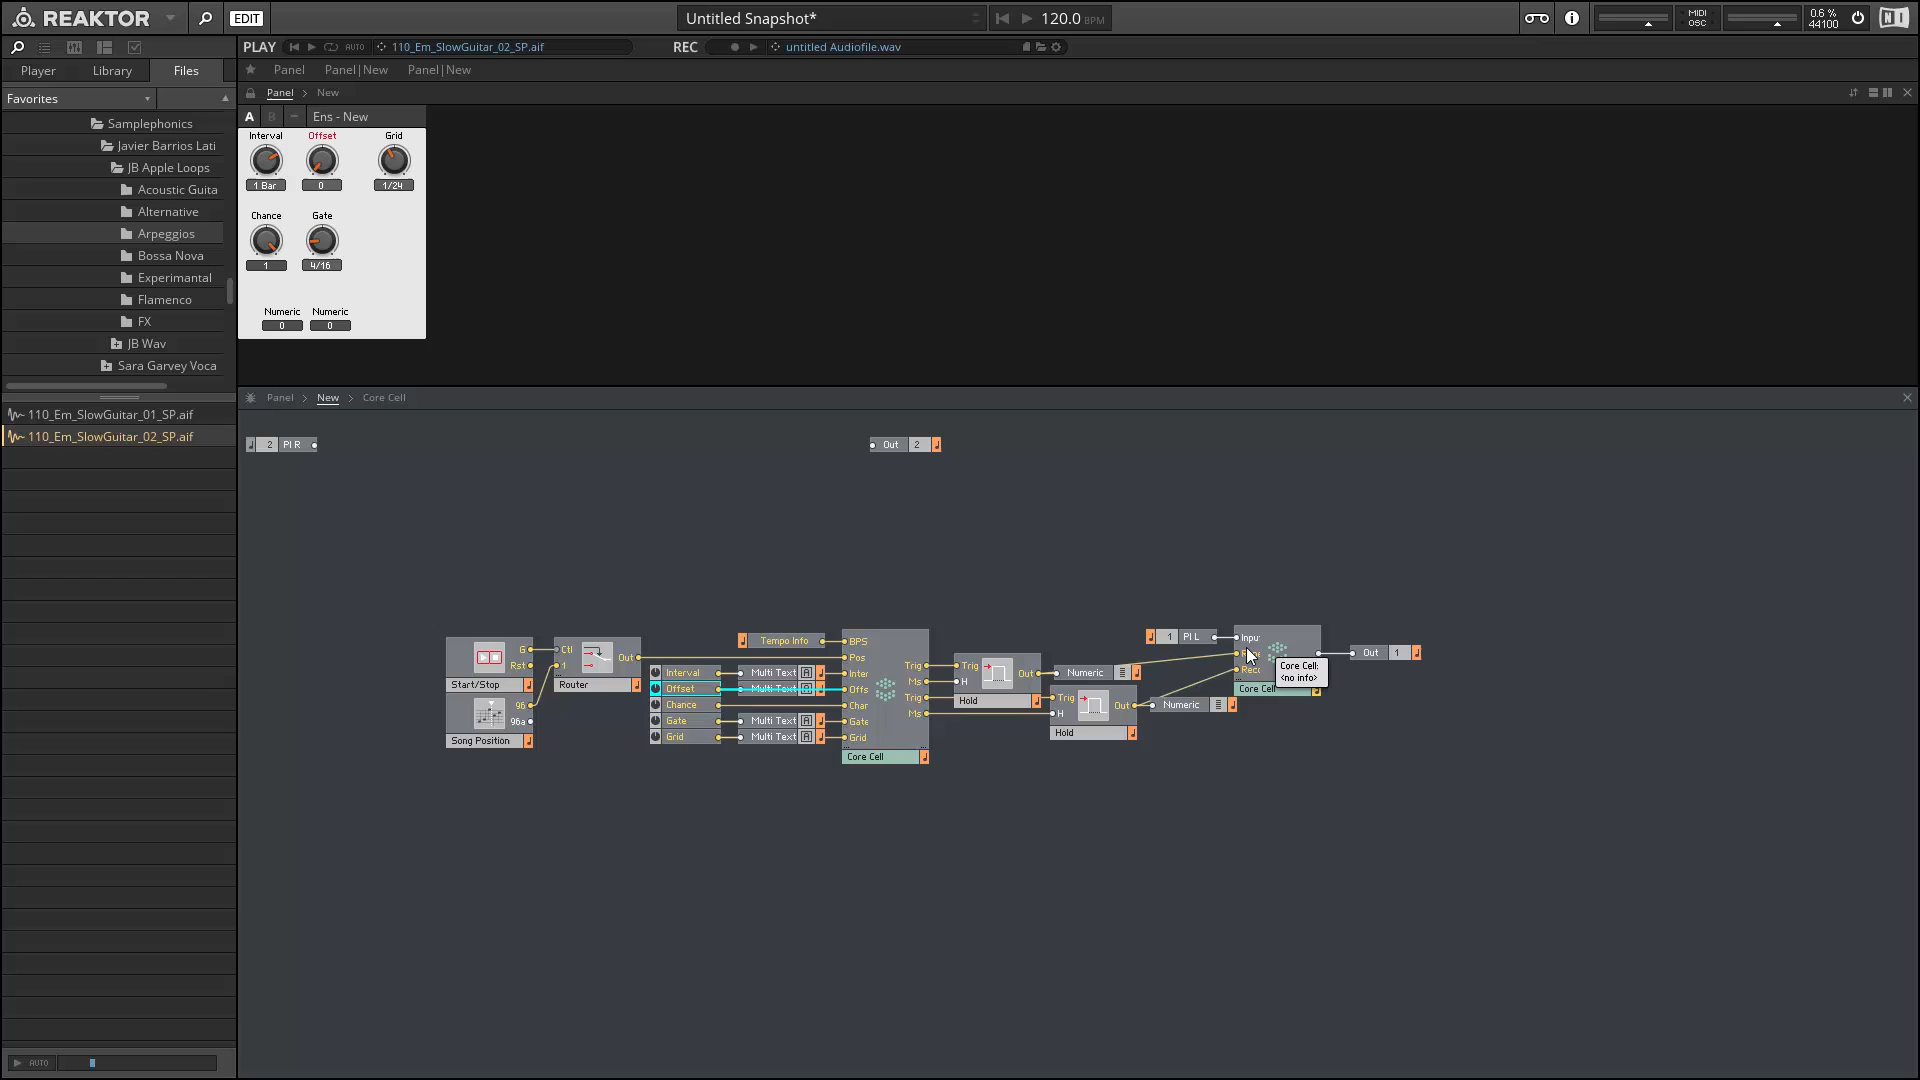 REAKTOR EDIT Untitled Snapshot* 120.0 BPM MIDI OSC 0.6 % 44100
PLAY AUTO 110_Em_SlowGuitar_02_SP.aif REC untitled Audiofile.wav
Player Library Files Panel Panel|New Panel|New
Favorites Panel > New
Samplephonics
Javier Barrios Lati
JB Apple Loops
Acoustic Guita
Alternative
Arpeggios
Bossa Nova
Experimantal
Flamenco
FX
JB Wav
Sara Garvey Voca
110_Em_SlowGuitar_01_SP.aif
110_Em_SlowGuitar_02_SP.aif
AUTO
A B Ens - New
Interval Offset Grid
1 Bar 0 1/24
Chance Gate
1 4/16
Numeric Numeric
0 0
Panel > New > Core Cell
2 PI R Out 2
Start/Stop G Rst
Song Position 96 96a
Router Ctl 1 Out
Tempo Info
Interval Multi Text A
Offset Multi Text A
Chance
Gate Multi Text A
Grid Multi Text A
BPS
Pos
Inter Trig
Offs Ms
Char Trig
Gate Ms
Grid
Core Cell
Trig H Out Hold
Numeric
Trig H Out Hold
Numeric
1 PI L
Inpu
Reco
Core Cell
Core Cell:
<no info>
Out 1